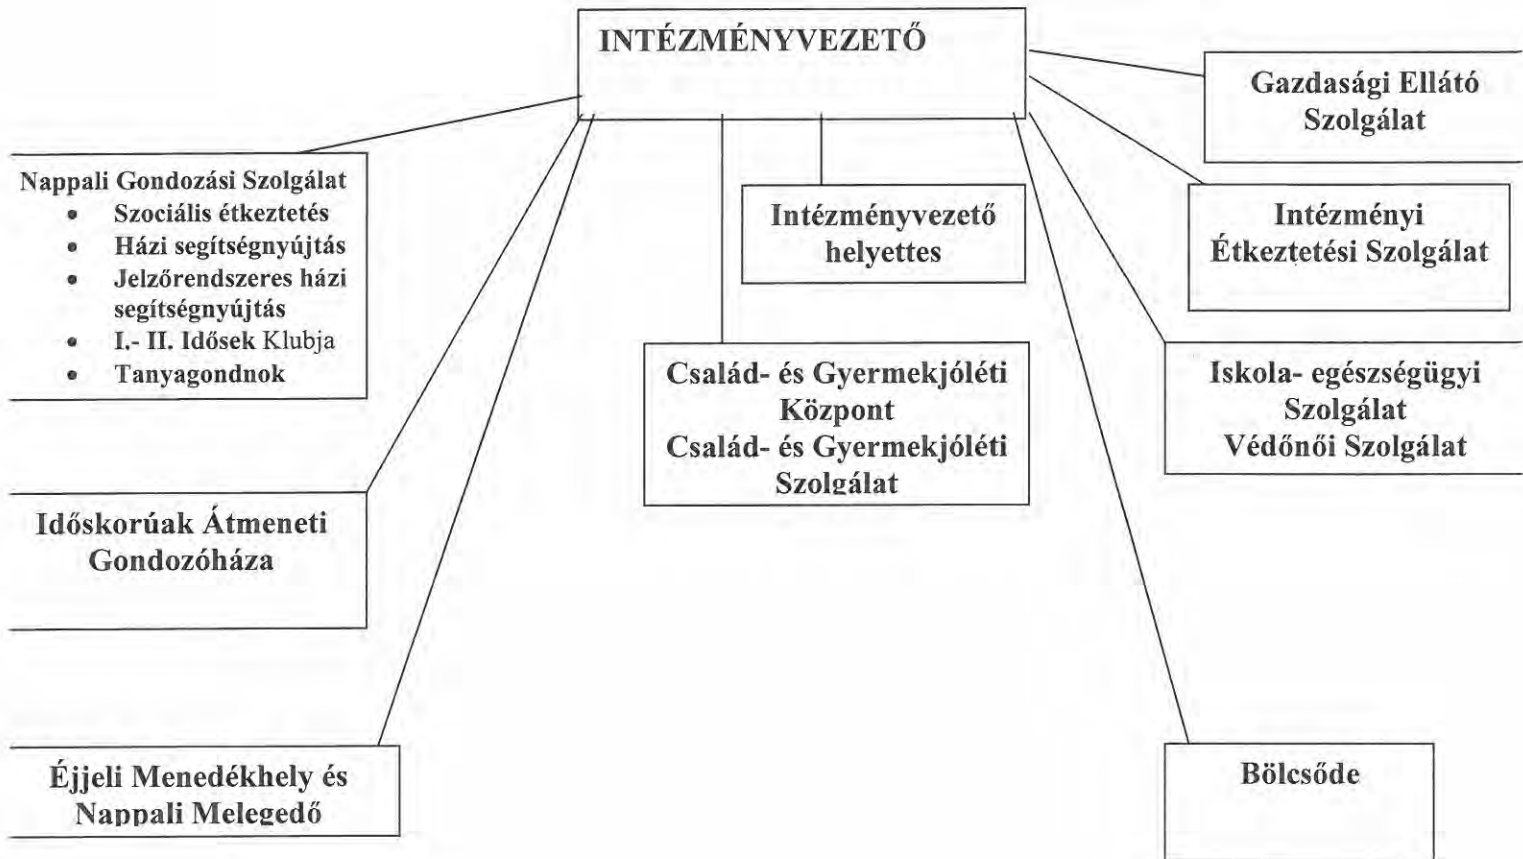 INTÉZMÉNYVEZETŐ
Gazdasági Ellátó
Szolgálat
Nappali Gondozási Szolgálat
• Szociális étkeztetés
• Házi segítségnyújtás
• Jelzőrendszeres házi
segítségnyújtás
• I.- II. Idősek Klubja
• Tanyagondnok
Intézményvezető
helyettes
Intézményi
Étkeztetési Szolgálat
Család- és Gyermekjóléti
Központ
Család- és Gyermekjóléti
Szolgálat
Iskola- egészségügyi
Szolgálat
Védőnői Szolgálat
Időskorúak Átmeneti
Gondozóháza
Éjjeli Menedékhely és
Nappali Melegedő
Bölcsőde